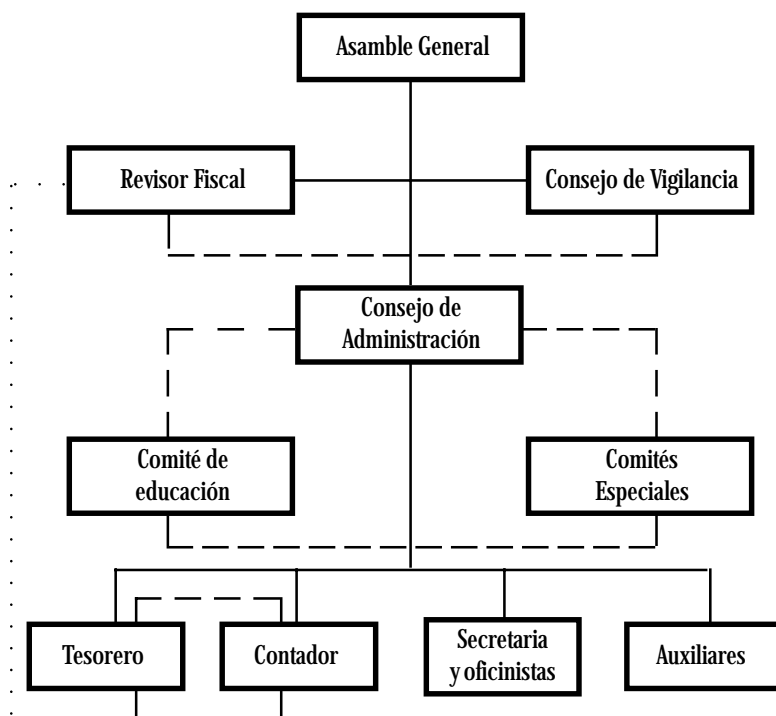 Asamble General
Revisor Fiscal
Consejo de Vigilancia
Consejo de
Administración
Comité de
educación
Comités
Especiales
Tesorero
Contador
Secretaria
y oficinistas
Auxiliares